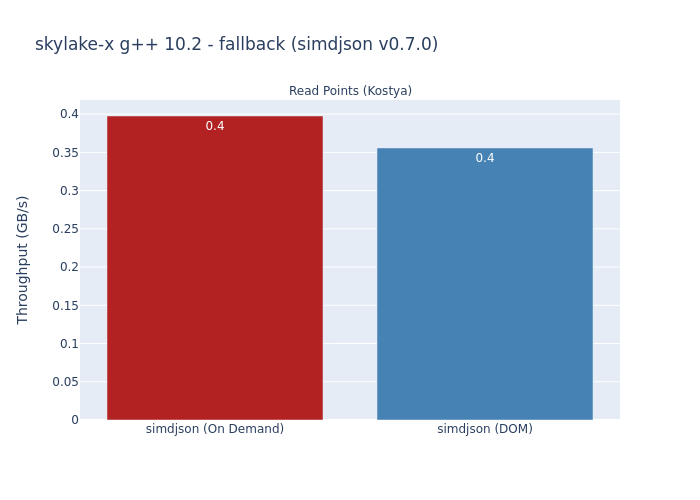 skylake-x g++ 10.2 - fallback (simdjson v0.7.0)
Read Points (Kostya)
0.4
0.35
0.3
0.25
0.2
0.15
0.1
0.05
0
Throughput (GB/s)
0.4
0.4
simdjson (On Demand)
simdjson (DOM)